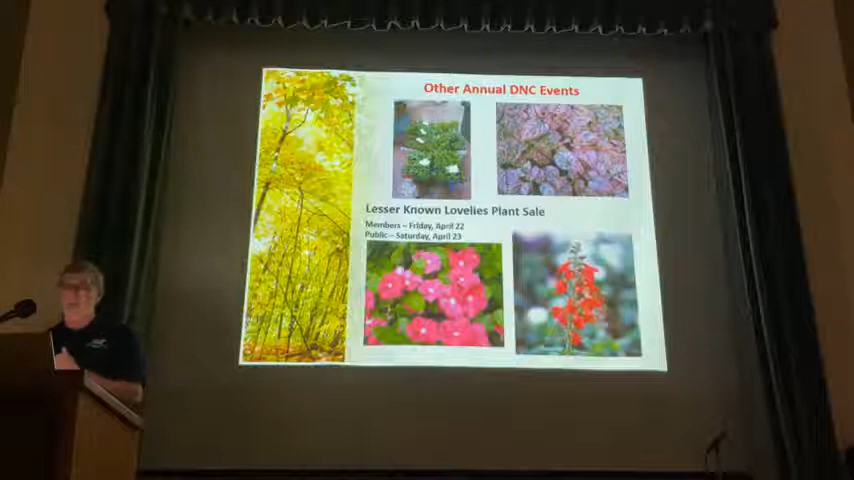 Other Annual DNC Events
Lesser Known Lovelies Plant Sale
Members – Friday, April 22
Public – Saturday, April 23